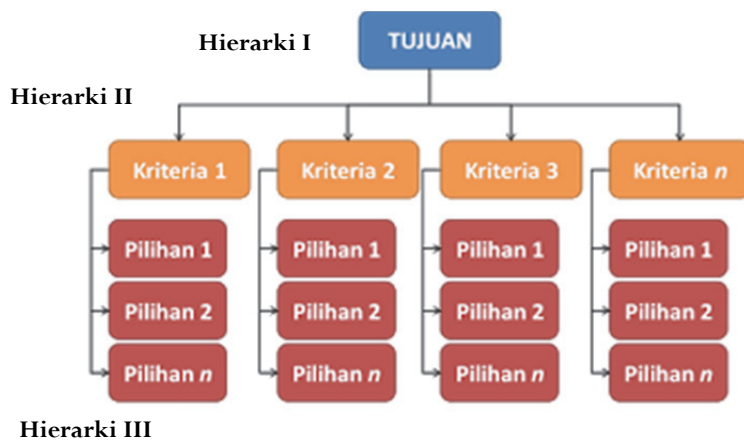 Hierarki I
TUJUAN
Hierarki II
Kriteria 1
Kriteria 2
Kriteria 3
Kriteria n
Pilihan 1
Pilihan 1
Pilihan 1
Pilihan 1
Pilihan 2
Pilihan 2
Pilihan 2
Pilihan 2
Pilihan n
Pilihan n
Pilihan n
Pilihan n
Hierarki III